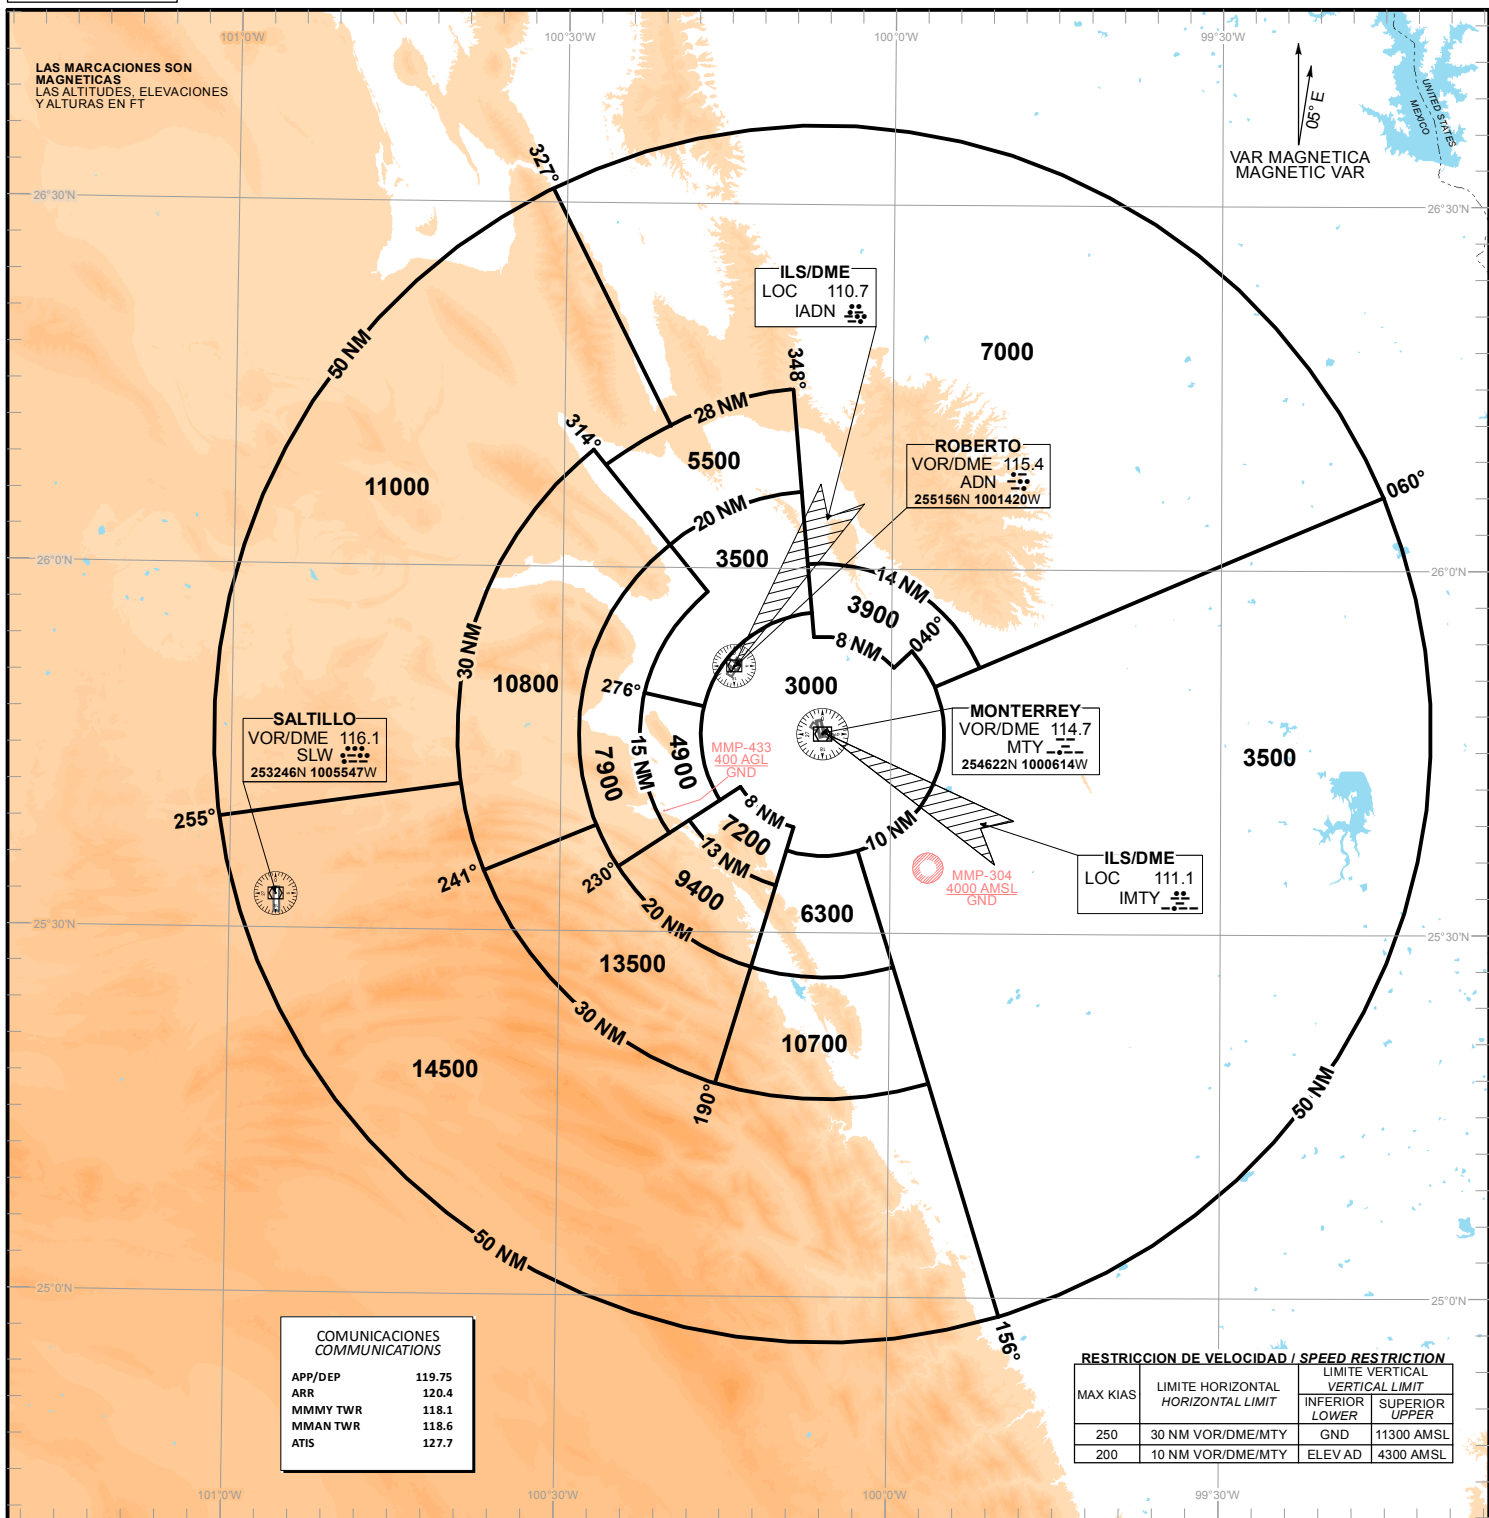 101°0'W
100°30'W
100°0'W
99°30'W
LAS MARCACIONES SON
MAGNETICAS
LAS ALTITUDES, ELEVACIONES
Y ALTURAS EN FT
05° E
VAR MAGNETICA
MAGNETIC VAR
UNITED STATES
MEXICO
26°30'N
26°30'N
327°
50 NM
ILS/DME
LOC 110.7
IADN
7000
348°
28 NM
314°
5500
ROBERTO
VOR/DME 115.4
ADN
255156N 1001420W
060°
11000
20 NM
3500
26°0'N
26°0'N
14 NM
3900
040°
8 NM
30 NM
10800
276°
3000
SALTILLO
VOR/DME 116.1
SLW
253246N 1005547W
MONTERREY
VOR/DME 114.7
MTY
254622N 1000614W
7900
15 NM
4900
MMP-433
400 AGL
GND
3500
255°
8 NM
7200
13 NM
10 NM
241°
230°
9400
20 NM
MMP-304
4000 AMSL
GND
ILS/DME
LOC 111.1
IMTY
6300
25°30'N
25°30'N
13500
30 NM
10700
14500
190°
50 NM
50 NM
25°0'N
25°0'N
156°
COMUNICACIONES
COMMUNICATIONS
APP/DEP 119.75
ARR 120.4
MMMY TWR 118.1
MMAN TWR 118.6
ATIS 127.7
RESTRICCION DE VELOCIDAD / SPEED RESTRICTION
MAX KIAS
LIMITE HORIZONTAL
HORIZONTAL LIMIT
LIMITE VERTICAL
VERTICAL LIMIT
INFERIOR
LOWER
SUPERIOR
UPPER
250 30 NM VOR/DME/MTY GND 11300 AMSL
200 10 NM VOR/DME/MTY ELEV AD 4300 AMSL
101°0'W
100°30'W
100°0'W
99°30'W